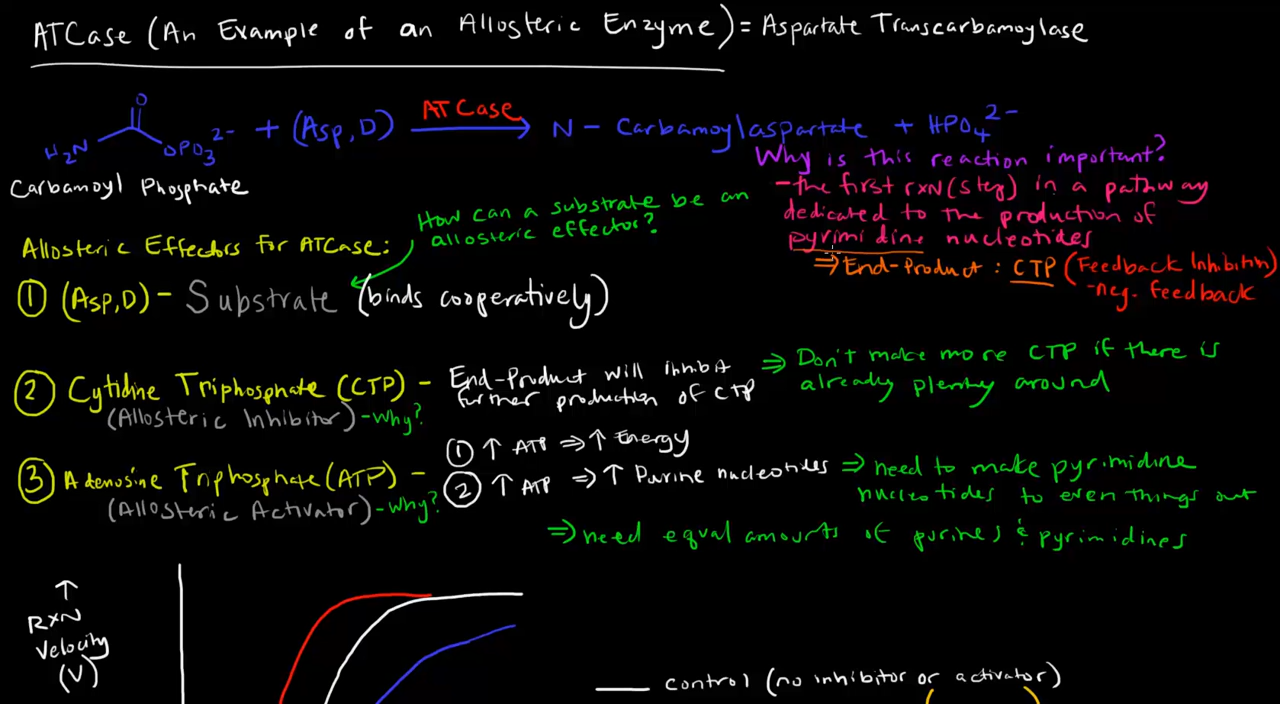 ATCase (An Example of an Allosteric Enzyme) = Aspartate Transcarbamoylase
O
H₂N
OPO₃²⁻ + (Asp, D)
ATCase
N - Carbamoylaspartate + HPO₄²⁻
Carbamoyl Phosphate
Why is this reaction important?
- the first rxN (step) in a pathway
dedicated to the production of
pyrimidine nucleotides
⇒ End-Product : CTP (Feedback Inhibition)
- neg. feedback
How can a substrate be an
allosteric effector?
Allosteric Effectors for ATCase:
① (Asp, D) - Substrate (binds cooperatively)
② Cytidine Triphosphate (CTP) -
(Allosteric Inhibitor) - Why?
End-Product will inhibit
further production of CTP
⇒ Don't make more CTP if there is
already plenty around
③ Adenosine Triphosphate (ATP) -
(Allosteric Activator) - Why?
① ↑ ATP ⇒ ↑ Energy
② ↑ ATP ⇒ ↑ Purine nucleotides
⇒ need to make pyrimidine
nucleotides to even things out
⇒ need equal amounts of purines & pyrimidines
↑
RXN
Velocity
(V)
control (no inhibitor or activator)